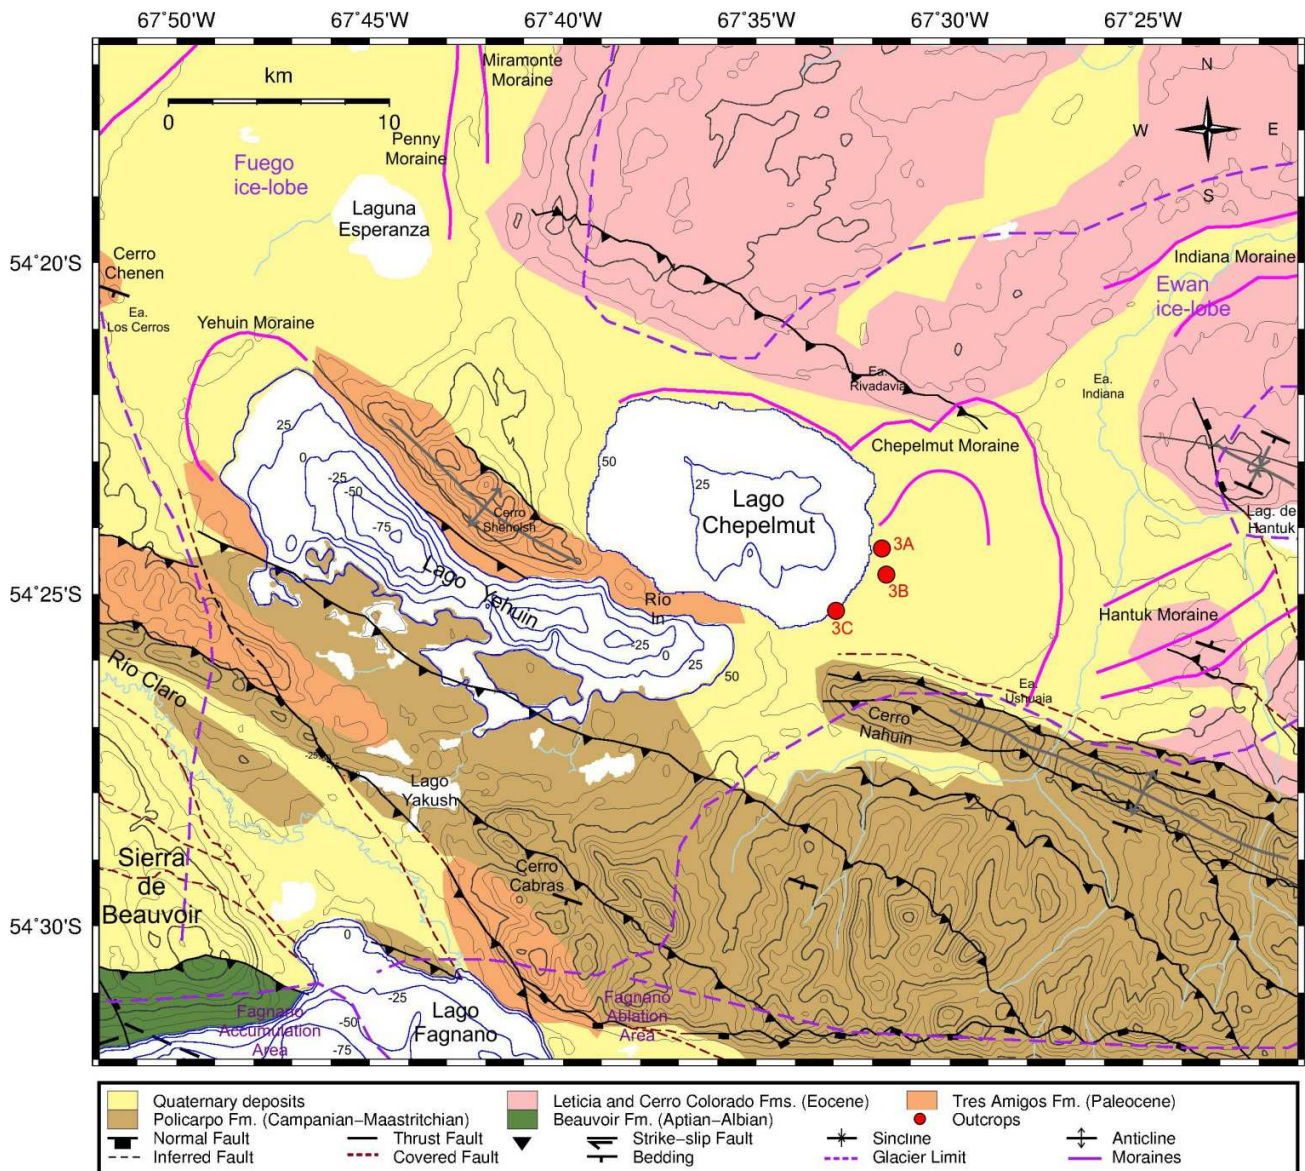 67˚50'W 67˚45'W 67˚40'W 67˚35'W 67˚30'W 67˚25'W
km
0 10
Miramonte
Moraine
Penny
Moraine
N
W E
S
Fuego
ice-lobe
Laguna
Esperanza
Cerro
Chenen
54˚20'S
Ea.
Los Cerros
Indiana Moraine
Ewan
ice-lobe
Yehuin Moraine
Ea.
Rivadavia
Ea.
Indiana
Chepelmut Moraine
25
0
-25
-50
-75
50
25
Lago
Chepelmut
Cerro
Shenolsh
Lag. de
Hantuk
3A
3B
3C
Lago
Yehuin
Río
In
54˚25'S
Hantuk Moraine
-25
0
25
50
Río Claro
Ea.
Ushuaia
Cerro
Nahuin
Lago
Yakush
Sierra
de
Beauvoir
Cerro
Cabras
54˚30'S
0
-25
-50
-75
Fagnano
Accumulation
Area
Lago
Fagnano
Fagnano
Ablation
Area
Quaternary deposits Leticia and Cerro Colorado Fms. (Eocene) Tres Amigos Fm. (Paleocene)
Policarpo Fm. (Campanian–Maastritchian) Beauvoir Fm. (Aptian–Albian) Outcrops
Normal Fault Thrust Fault Strike–slip Fault Sincline Anticline
Inferred Fault Covered Fault Bedding Glacier Limit Moraines